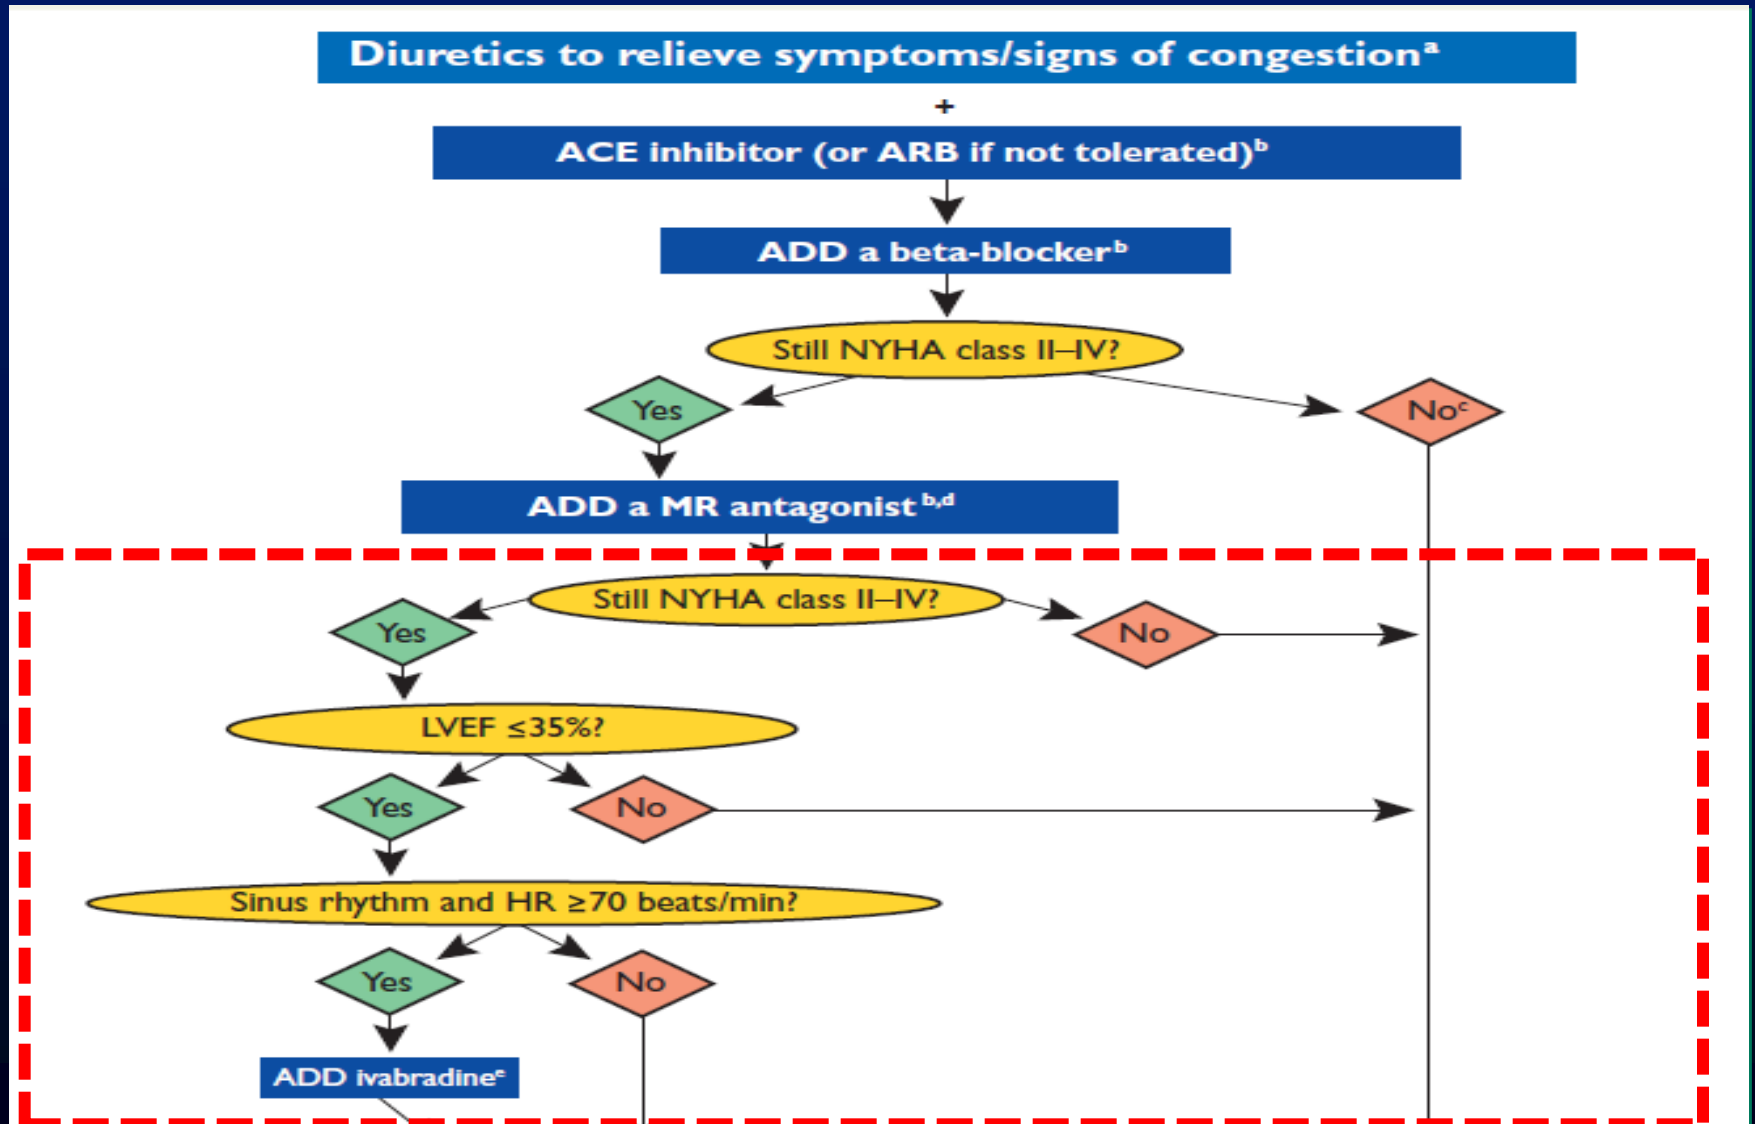 Diuretics to relieve symptoms/signs of congestionᵃ
+
ACE inhibitor (or ARB if not tolerated)ᵇ
ADD a beta-blockerᵇ
Still NYHA class II–IV?
Yes
Noᶜ
ADD a MR antagonistᵇ,ᵈ
Still NYHA class II–IV?
Yes
No
LVEF ≤35%?
Yes
No
Sinus rhythm and HR ≥70 beats/min?
Yes
No
ADD ivabradineᵉ